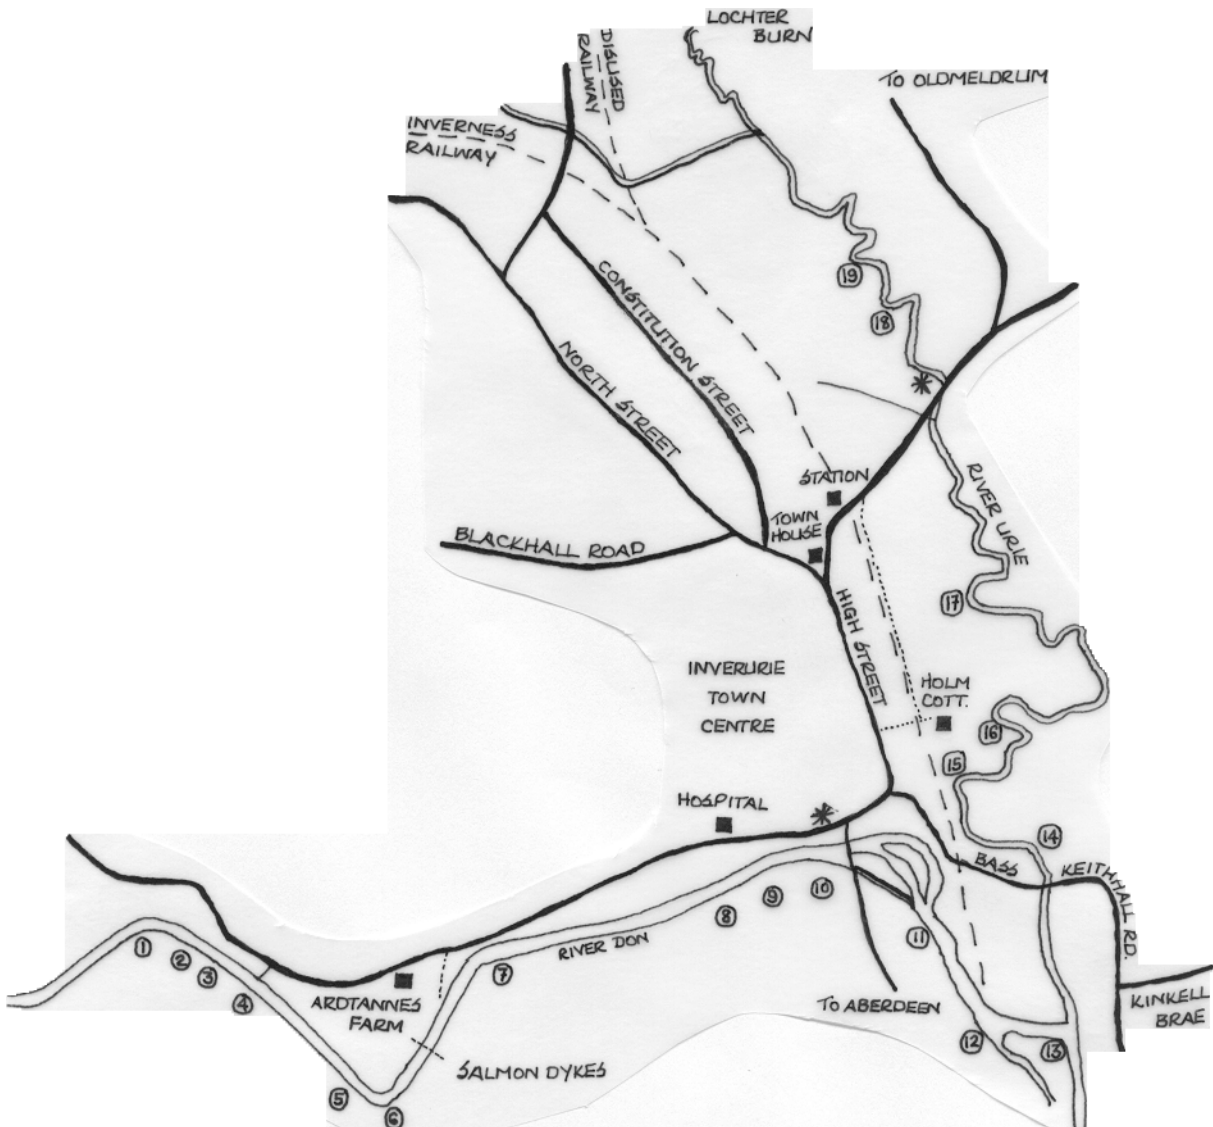 LOCHTER
BURN
DISUSED
RAILWAY
TO OLDMELDRUM
INVERNESS
RAILWAY
CONSTITUTION STREET
NORTH STREET
19
18
STATION
TOWN
HOUSE
RIVER URIE
BLACKHALL ROAD
HIGH STREET
17
INVERURIE
TOWN
CENTRE
HOLM
COTT.
16
15
HOSPITAL
14
BASS
KEITHHALL RD.
1
2
3
4
5
6
7
8
9
10
11
12
13
RIVER DON
ARDTANNES
FARM
SALMON DYKES
TO ABERDEEN
KINKELL
BRAE